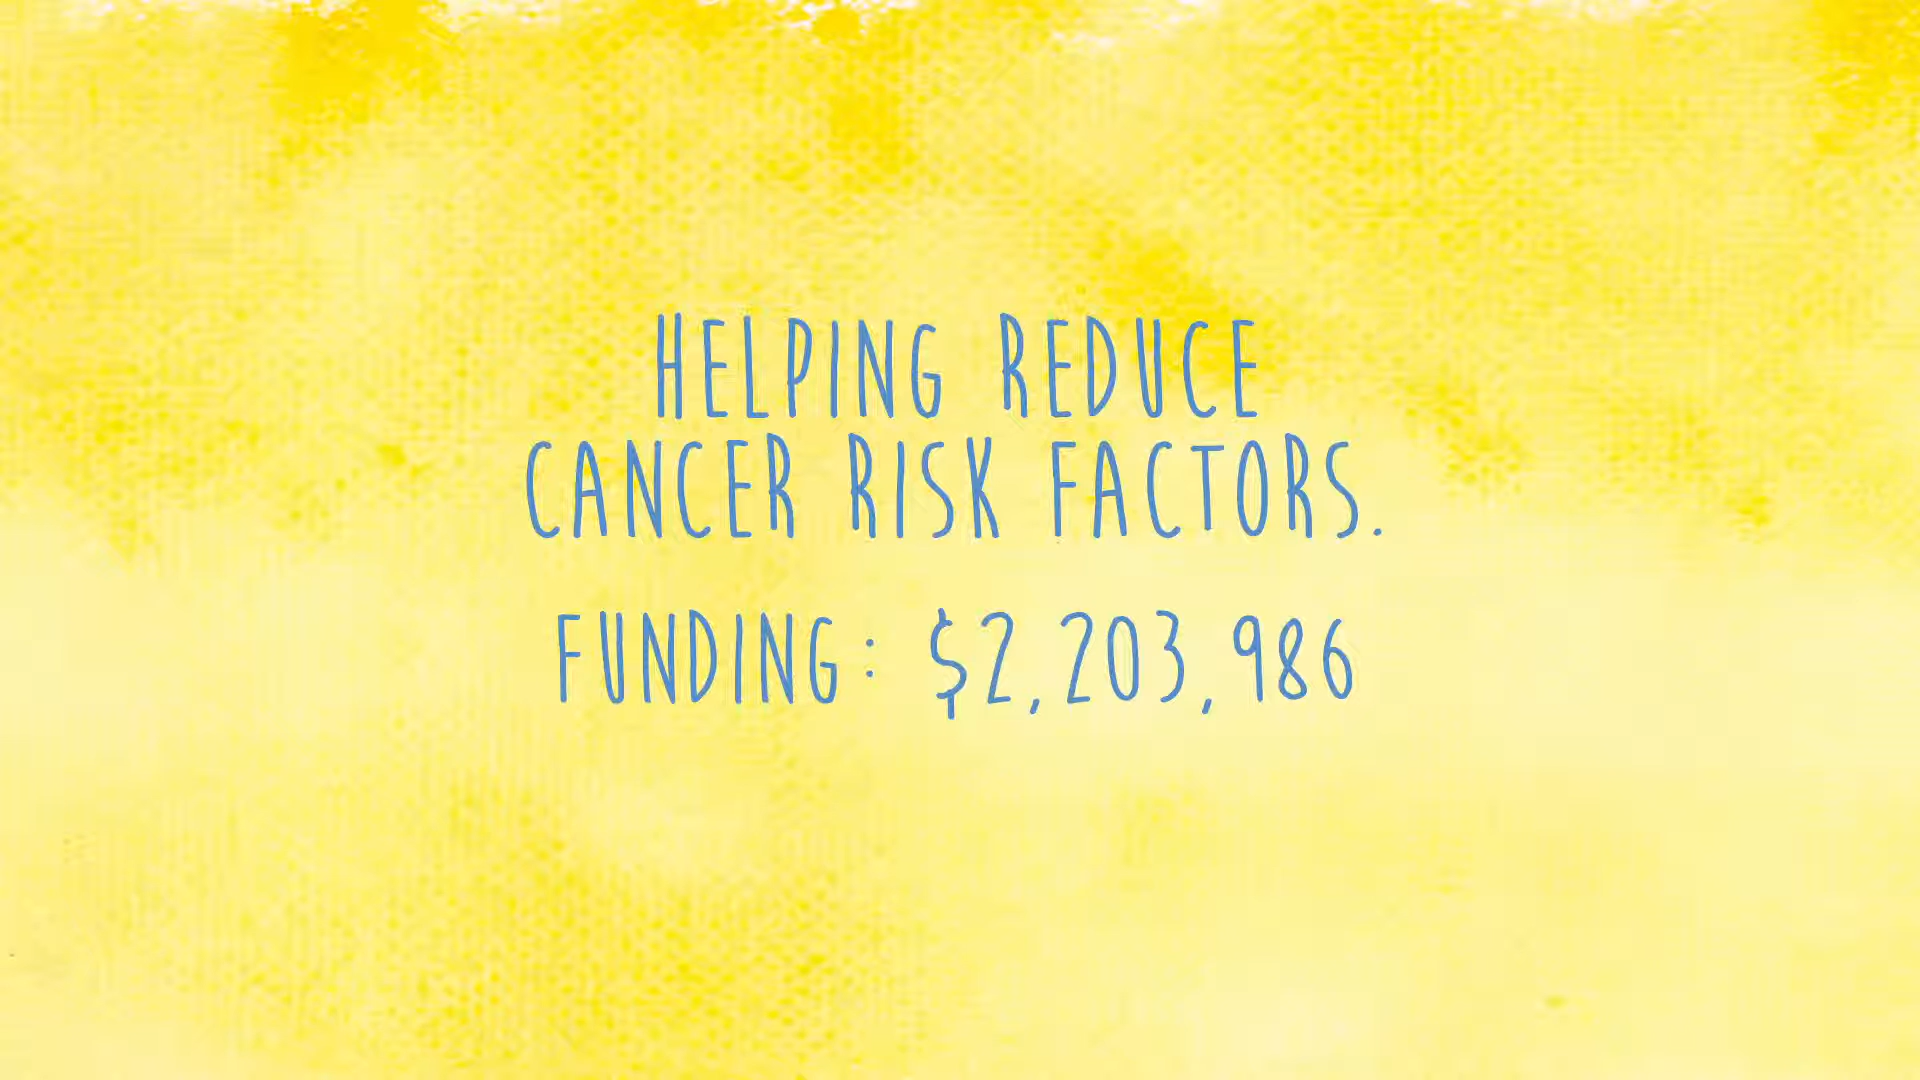 HELPING REDUCE
CANCER RISK FACTORS.
FUNDING: $2,203,986